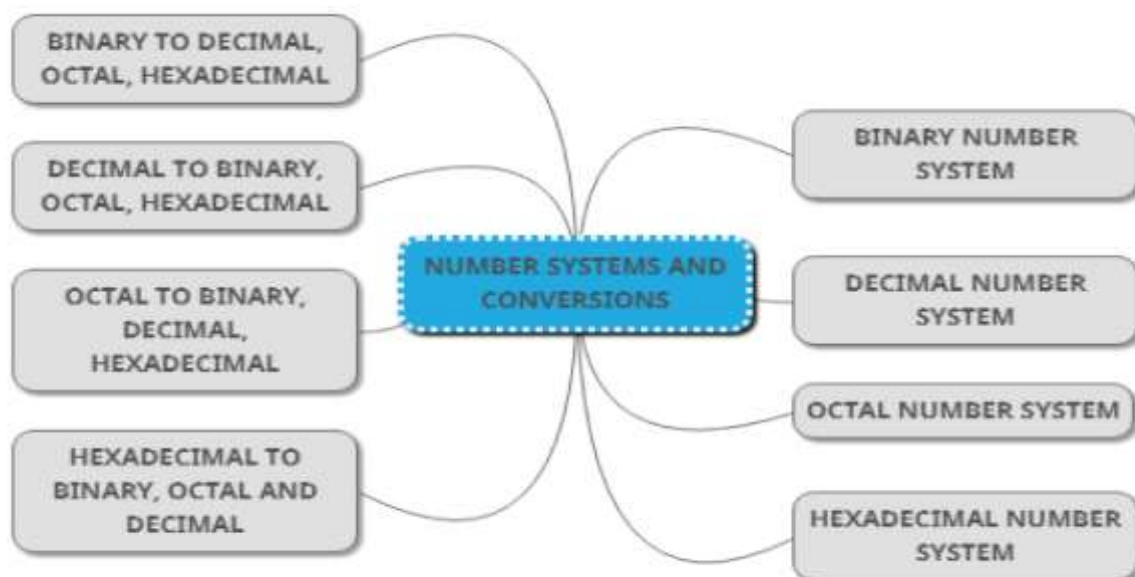 BINARY TO DECIMAL,
OCTAL, HEXADECIMAL
DECIMAL TO BINARY,
OCTAL, HEXADECIMAL
OCTAL TO BINARY,
DECIMAL,
HEXADECIMAL
HEXADECIMAL TO
BINARY, OCTAL AND
DECIMAL
NUMBER SYSTEMS AND
CONVERSIONS
BINARY NUMBER
SYSTEM
DECIMAL NUMBER
SYSTEM
OCTAL NUMBER SYSTEM
HEXADECIMAL NUMBER
SYSTEM